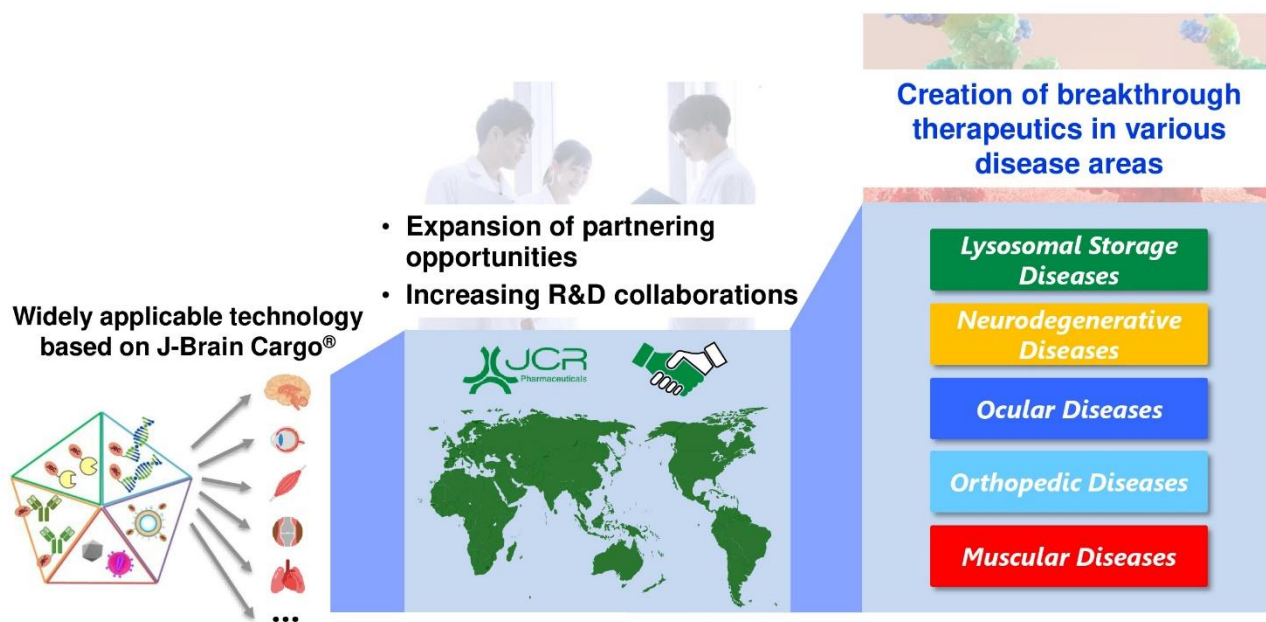 Widely applicable technology
based on J-Brain Cargo®
...
• Expansion of partnering
opportunities
• Increasing R&D collaborations
JCR
Pharmaceuticals
Creation of breakthrough
therapeutics in various
disease areas
Lysosomal Storage
Diseases
Neurodegenerative
Diseases
Ocular Diseases
Orthopedic Diseases
Muscular Diseases